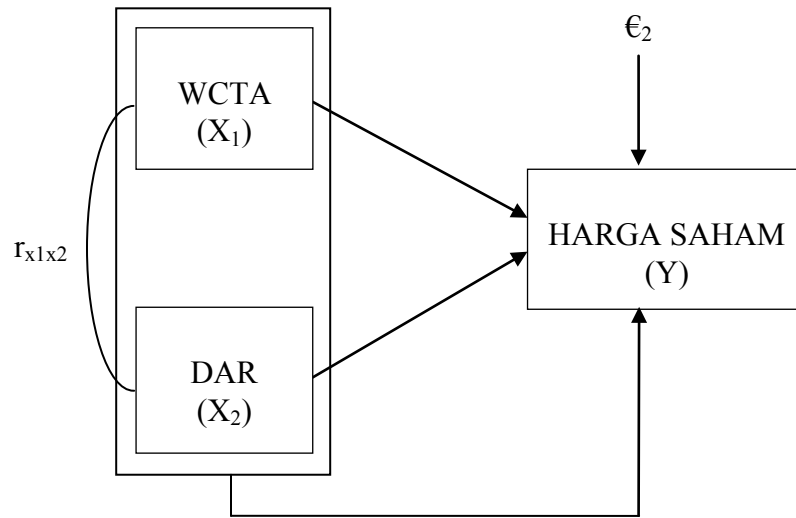 €₂
WCTA
(X₁)
HARGA SAHAM
(Y)
rₓ₁ₓ₂
DAR
(X₂)